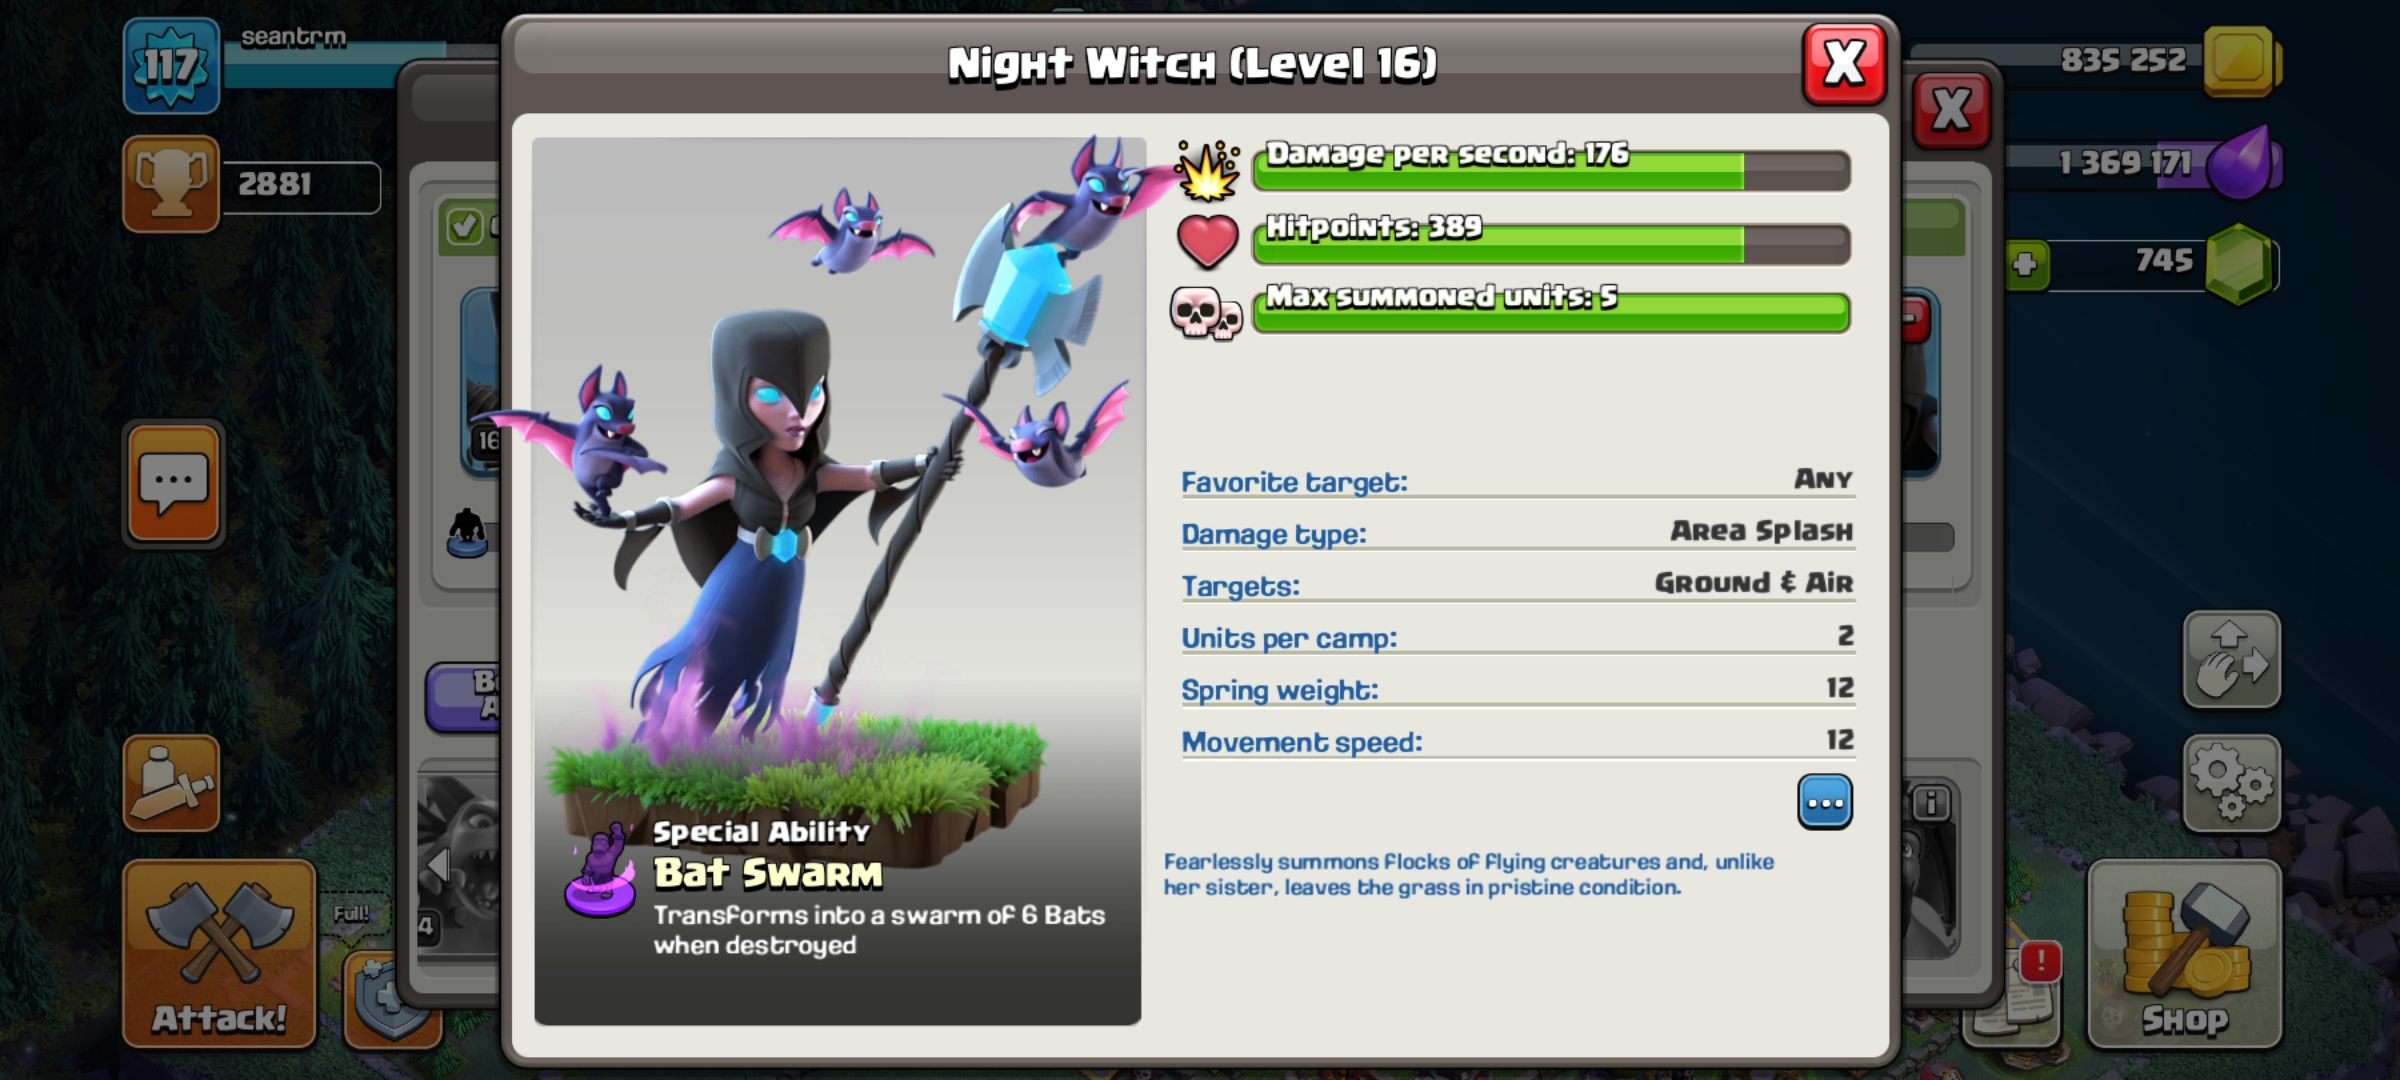 117
seantrm
2881
Night Witch (Level 16)
X
X
835 252
1 369 171
745
Damage per second: 176
Hitpoints: 389
Max summoned units: 5
Favorite target: Any
Damage type: Area Splash
Targets: Ground & Air
Units per camp: 2
Spring weight: 12
Movement speed: 12
Fearlessly summons flocks of flying creatures and, unlike
her sister, leaves the grass in pristine condition.
Special Ability
Bat Swarm
Transforms into a swarm of 6 Bats
when destroyed
16
4
Full!
Attack!
i
!
Shop